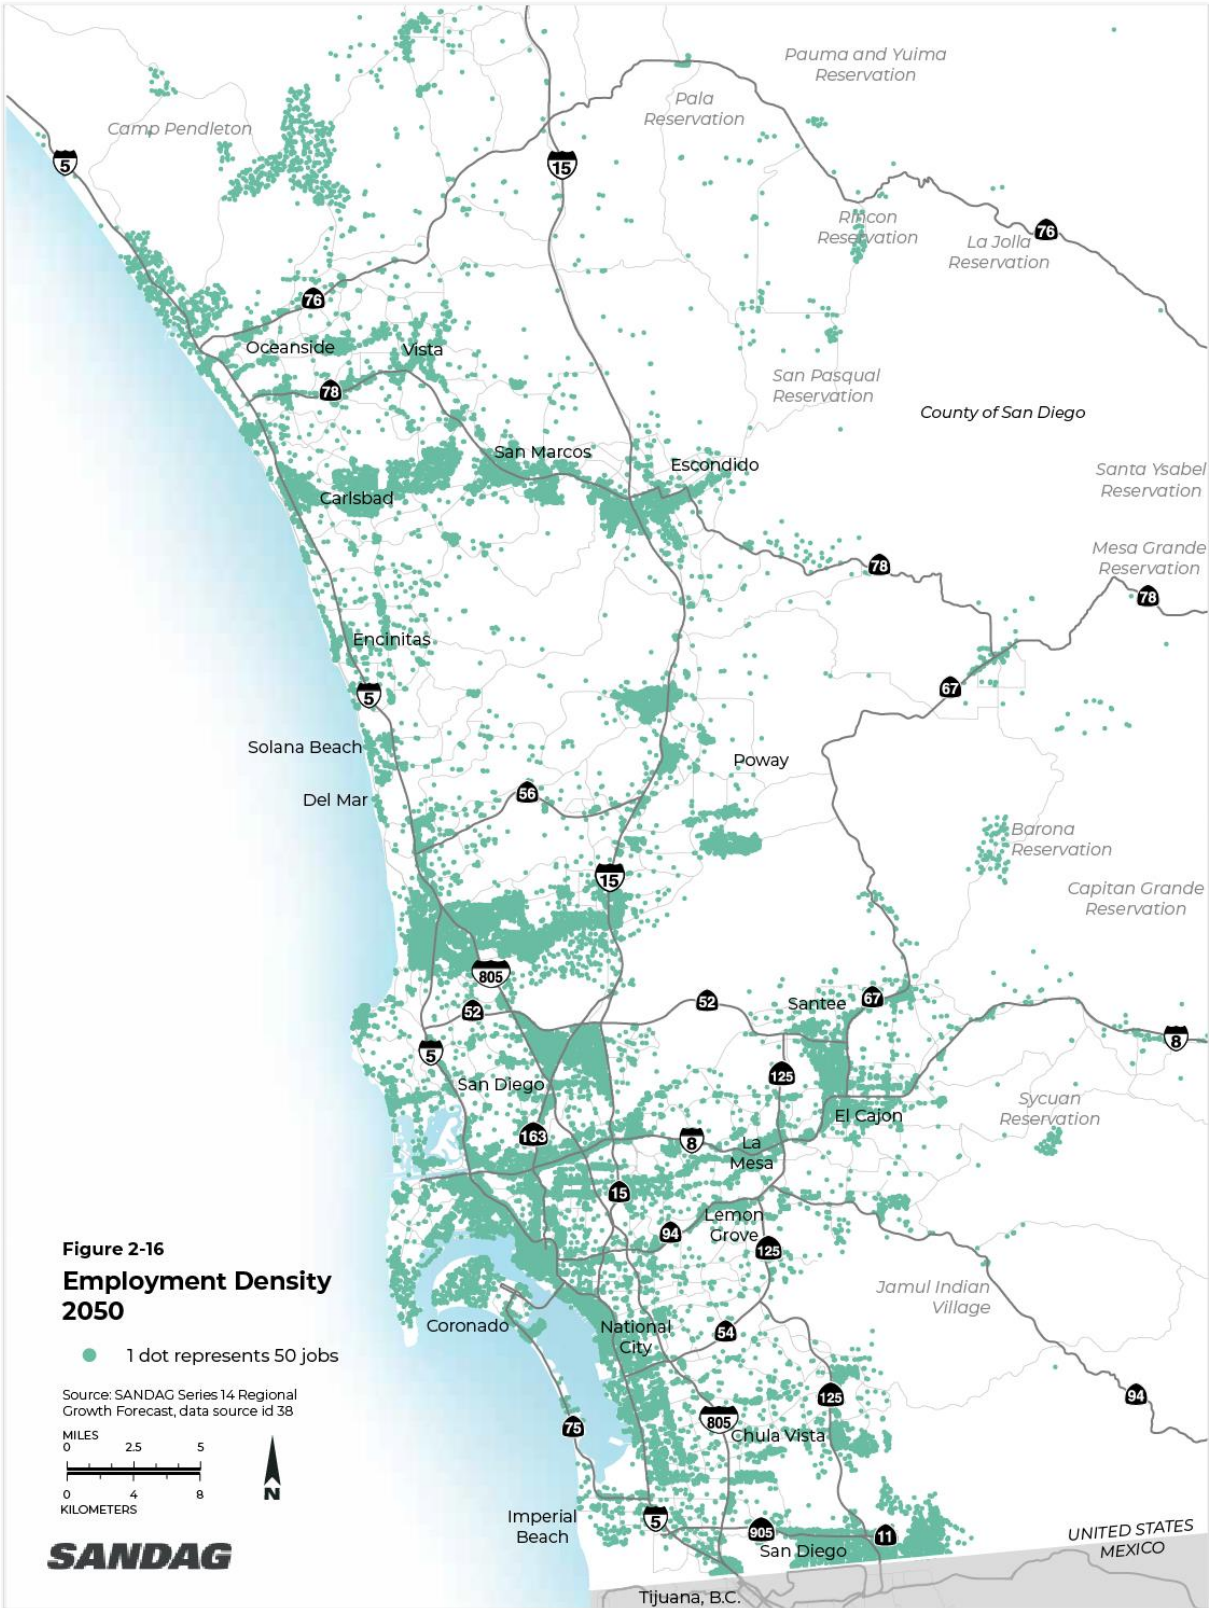 Pauma and Yuima
Reservation
Pala
Reservation
Camp Pendleton
5
15
Rincon
Reservation
La Jolla
Reservation
76
76
Oceanside
Vista
78
San Pasqual
Reservation
County of San Diego
San Marcos
Escondido
Santa Ysabel
Reservation
Carlsbad
Mesa Grande
Reservation
78
78
Encinitas
67
5
Solana Beach
Poway
Del Mar
56
Barona
Reservation
15
Capitan Grande
Reservation
805
52
52
Santee
67
8
5
San Diego
125
Sycuan
Reservation
El Cajon
163
8
La
Mesa
15
Lemon
Grove
94
125
Figure 2-16
Employment Density
2050
1 dot represents 50 jobs
Source: SANDAG Series 14 Regional
Growth Forecast, data source id 38
MILES
0 2.5 5
0 4 8
KILOMETERS
N
SANDAG
Jamul Indian
Village
Coronado
National
City
54
125
94
75
805
Chula Vista
Imperial
Beach
5
905
San Diego
11
UNITED STATES
MEXICO
Tijuana, B.C.